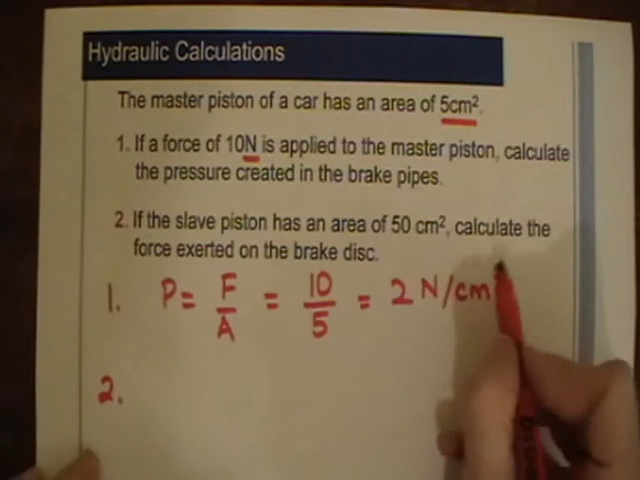 Hydraulic Calculations
The master piston of a car has an area of 5cm².
1. If a force of 10N is applied to the master piston, calculate
the pressure created in the brake pipes.
2. If the slave piston has an area of 50 cm², calculate the
force exerted on the brake disc.
1. P = F/A = 10/5 = 2 N/cm
2.